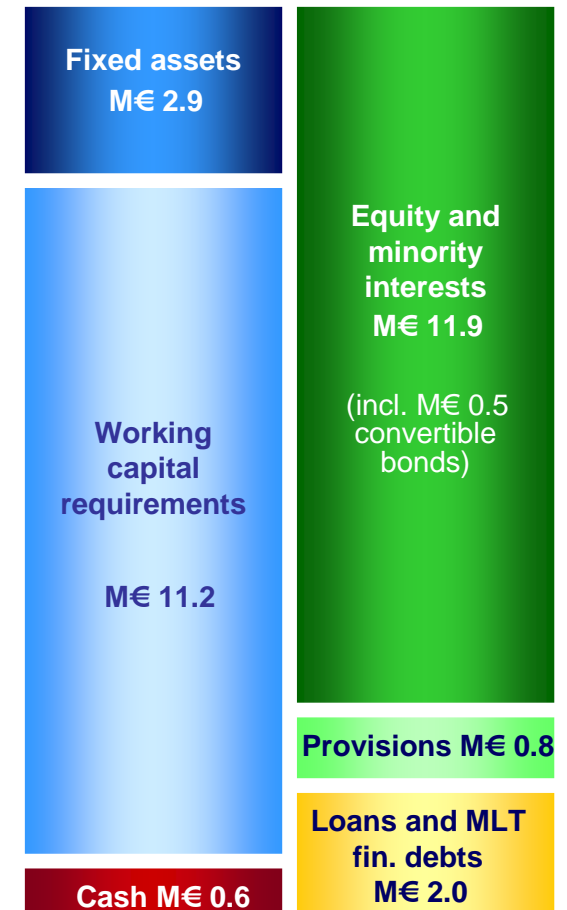 Fixed assets
M€ 2.9
Working
capital
requirements
M€ 11.2
Cash M€ 0.6
Equity and
minority
interests
M€ 11.9
(incl. M€ 0.5
convertible
bonds)
Provisions M€ 0.8
Loans and MLT
fin. debts
M€ 2.0